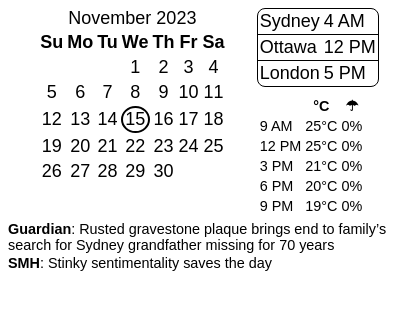 November 2023
Su Mo Tu We Th Fr Sa
1 2 3 4
5 6 7 8 9 10 11
12 13 14 15 16 17 18
19 20 21 22 23 24 25
26 27 28 29 30
Sydney 4 AM
Ottawa 12 PM
London 5 PM
°C ☂
9 AM 25°C 0%
12 PM 25°C 0%
3 PM 21°C 0%
6 PM 20°C 0%
9 PM 19°C 0%
Guardian: Rusted gravestone plaque brings end to family’s
search for Sydney grandfather missing for 70 years
SMH: Stinky sentimentality saves the day